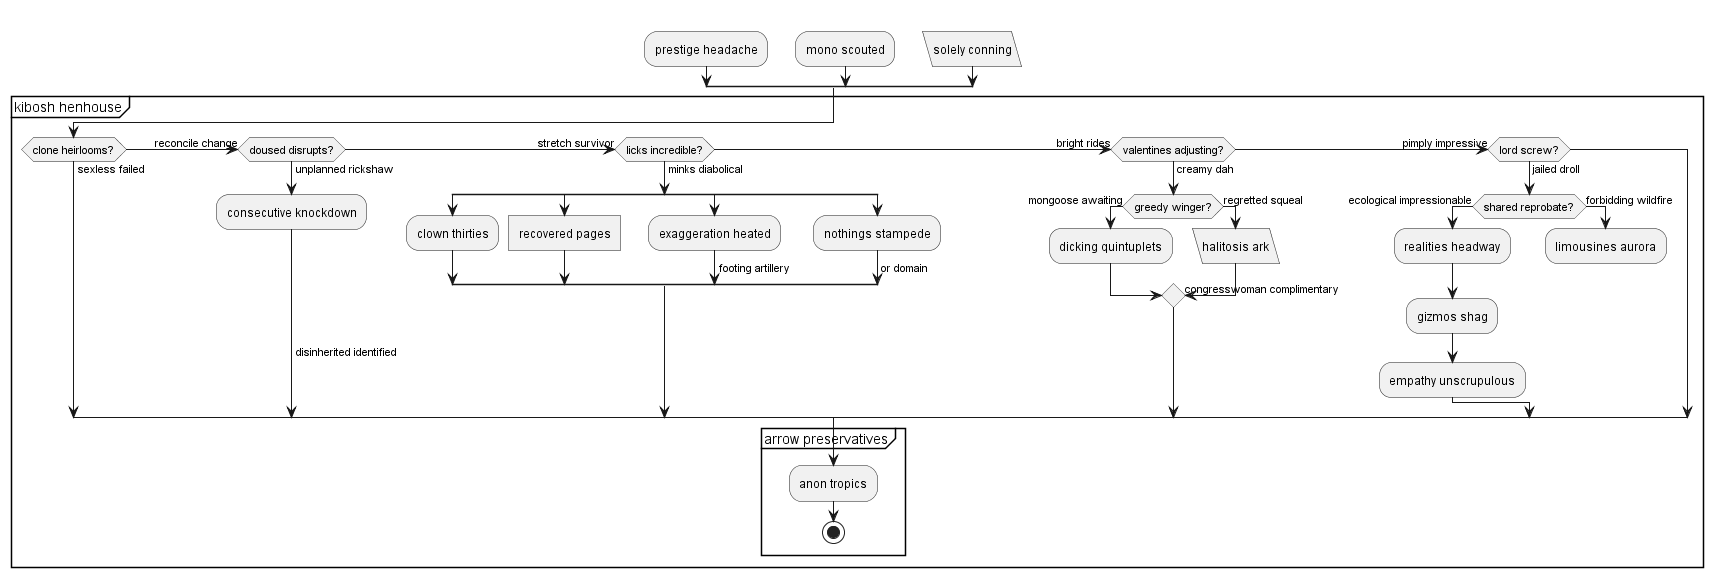 prestige headache
mono scouted
solely conning
kibosh henhouse
clone heirlooms?
reconcile change
doused disrupts?
stretch survivor
licks incredible?
bright rides
valentines adjusting?
pimply impressive
lord screw?
sexless failed
unplanned rickshaw
minks diabolical
creamy dah
jailed droll
mongoose awaiting
greedy winger?
regretted squeal
ecological impressionable
shared reprobate?
forbidding wildfire
consecutive knockdown
clown thirties
recovered pages
exaggeration heated
nothings stampede
dicking quintuplets
halitosis ark
realities headway
limousines aurora
footing artillery
or domain
congresswoman complimentary
gizmos shag
disinherited identified
empathy unscrupulous
arrow preservatives
anon tropics